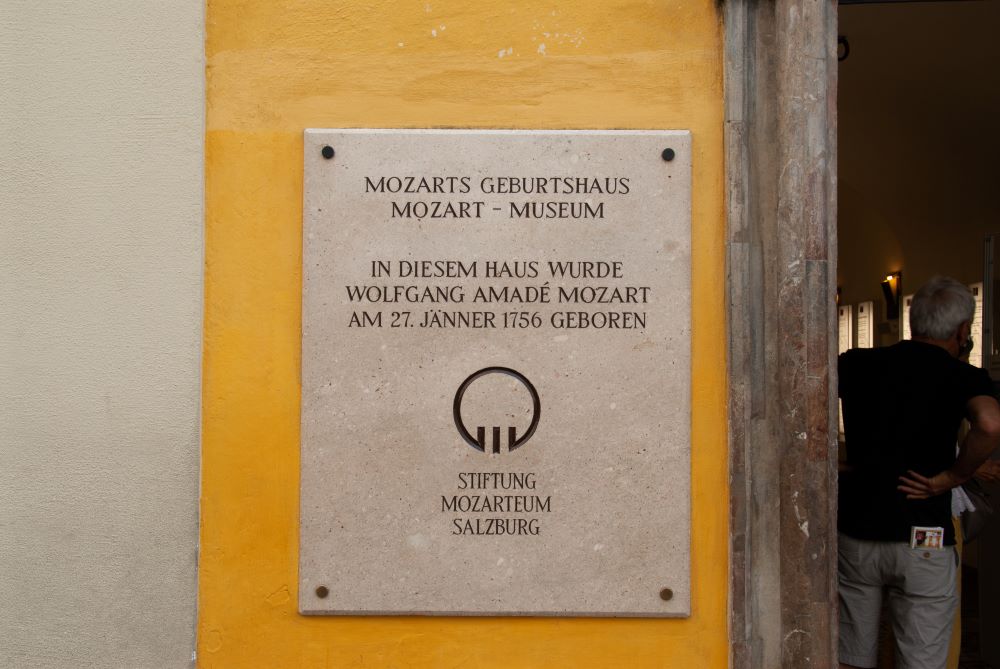 MOZARTS GEBURTSHAUS
MOZART - MUSEUM
IN DIESEM HAUS WURDE
WOLFGANG AMADÉ MOZART
AM 27. JÄNNER 1756 GEBOREN
STIFTUNG
MOZARTEUM
SALZBURG